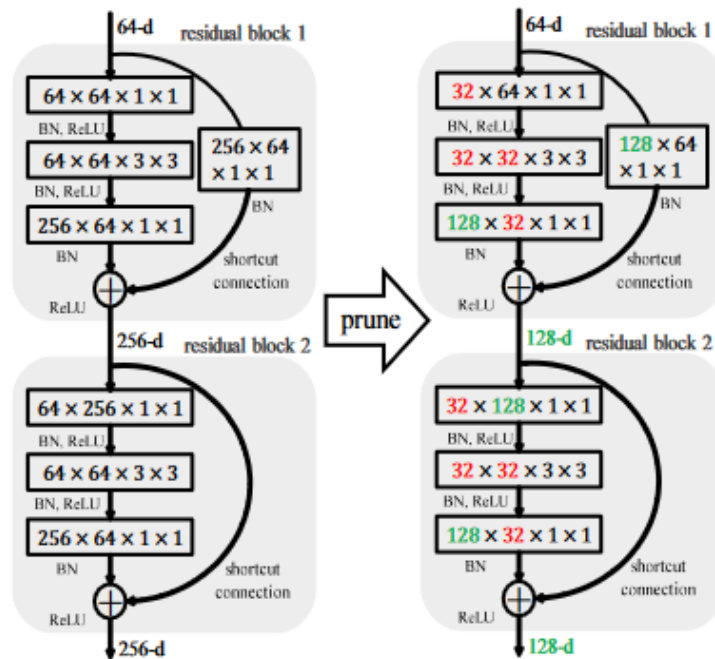 64-d
residual block 1
64 × 64 × 1 × 1
BN, ReLU
64 × 64 × 3 × 3
256 × 64
× 1 × 1
BN, ReLU
BN
256 × 64 × 1 × 1
BN
shortcut
connection
ReLU
256-d
residual block 2
64 × 256 × 1 × 1
BN, ReLU
64 × 64 × 3 × 3
BN, ReLU
256 × 64 × 1 × 1
BN
shortcut
connection
ReLU
256-d
prune
64-d
residual block 1
32 × 64 × 1 × 1
BN, ReLU
32 × 32 × 3 × 3
128 × 64
× 1 × 1
BN, ReLU
BN
128 × 32 × 1 × 1
BN
shortcut
connection
ReLU
128-d
residual block 2
32 × 128 × 1 × 1
BN, ReLU
32 × 32 × 3 × 3
BN, ReLU
128 × 32 × 1 × 1
BN
shortcut
connection
ReLU
128-d